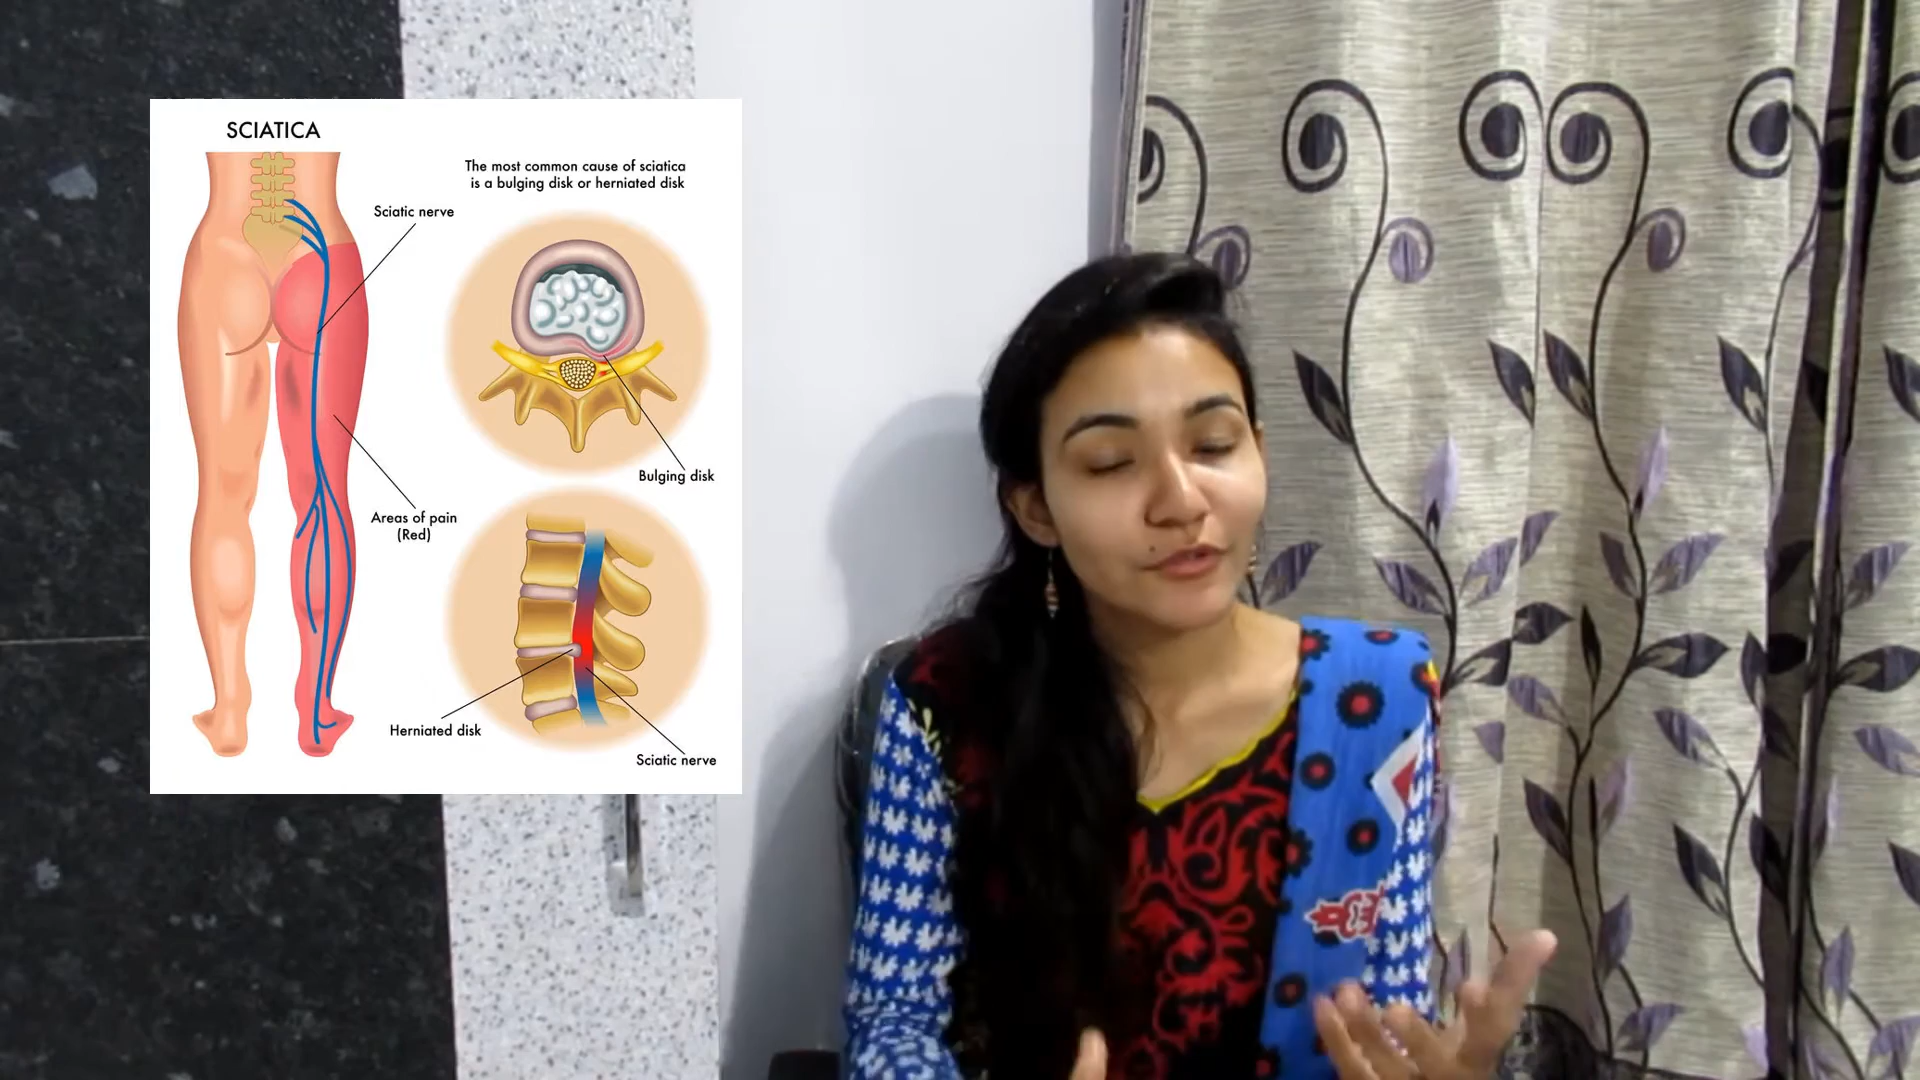 SCIATICA
The most common cause of sciatica
is a bulging disk or herniated disk
Sciatic nerve
Bulging disk
Areas of pain
(Red)
Herniated disk
Sciatic nerve